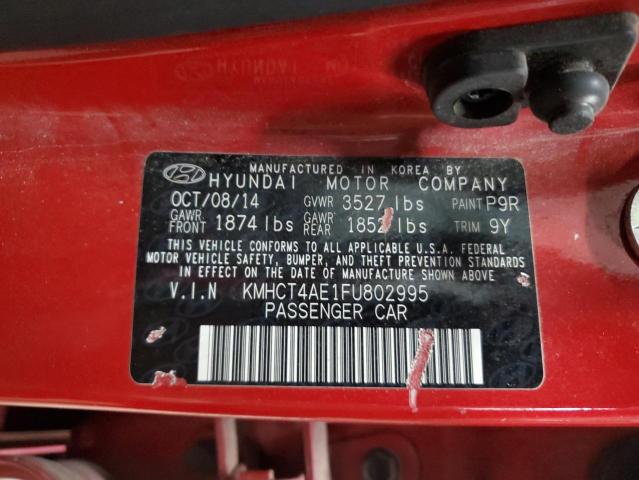 MANUFACTURED IN KOREA BY
HYUNDAI MOTOR COMPANY
OCT/08/14 GVWR 3527 lbs PAINT P9R
GAWR FRONT 1874 lbs GAWR REAR lbs TRIM 9Y
THIS VEHICLE CONFORMS TO ALL APPLICABLE U.S.A. FEDERAL
MOTOR VEHICLE SAFETY, BUMPER, AND THEFT PREVENTION STANDARDS
IN EFFECT ON THE DATE OF MANUFACTURE SHOWN ABOVE
V.I.N KMHCT4AE1FU802995
PASSENGER CAR